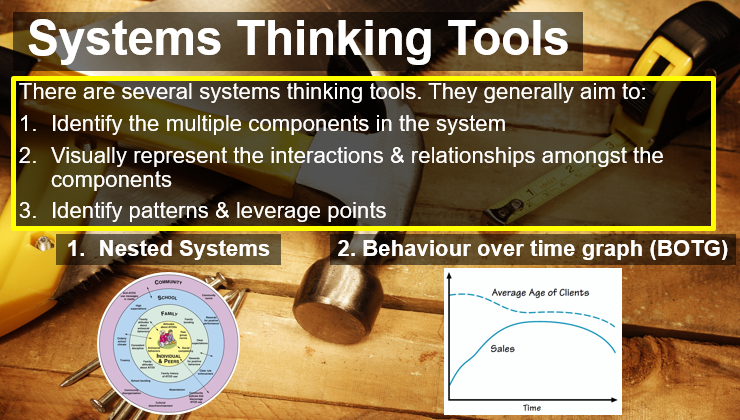 Systems Thinking Tools
There are several systems thinking tools. They generally aim to:
1. Identify the multiple components in the system
2. Visually represent the interactions & relationships amongst the
components
3. Identify patterns & leverage points
1. Nested Systems
2. Behaviour over time graph (BOTG)
COMMUNITY
SCHOOL
FAMILY
INDIVIDUAL
& PEERS
Average Age of Clients
Sales
Time